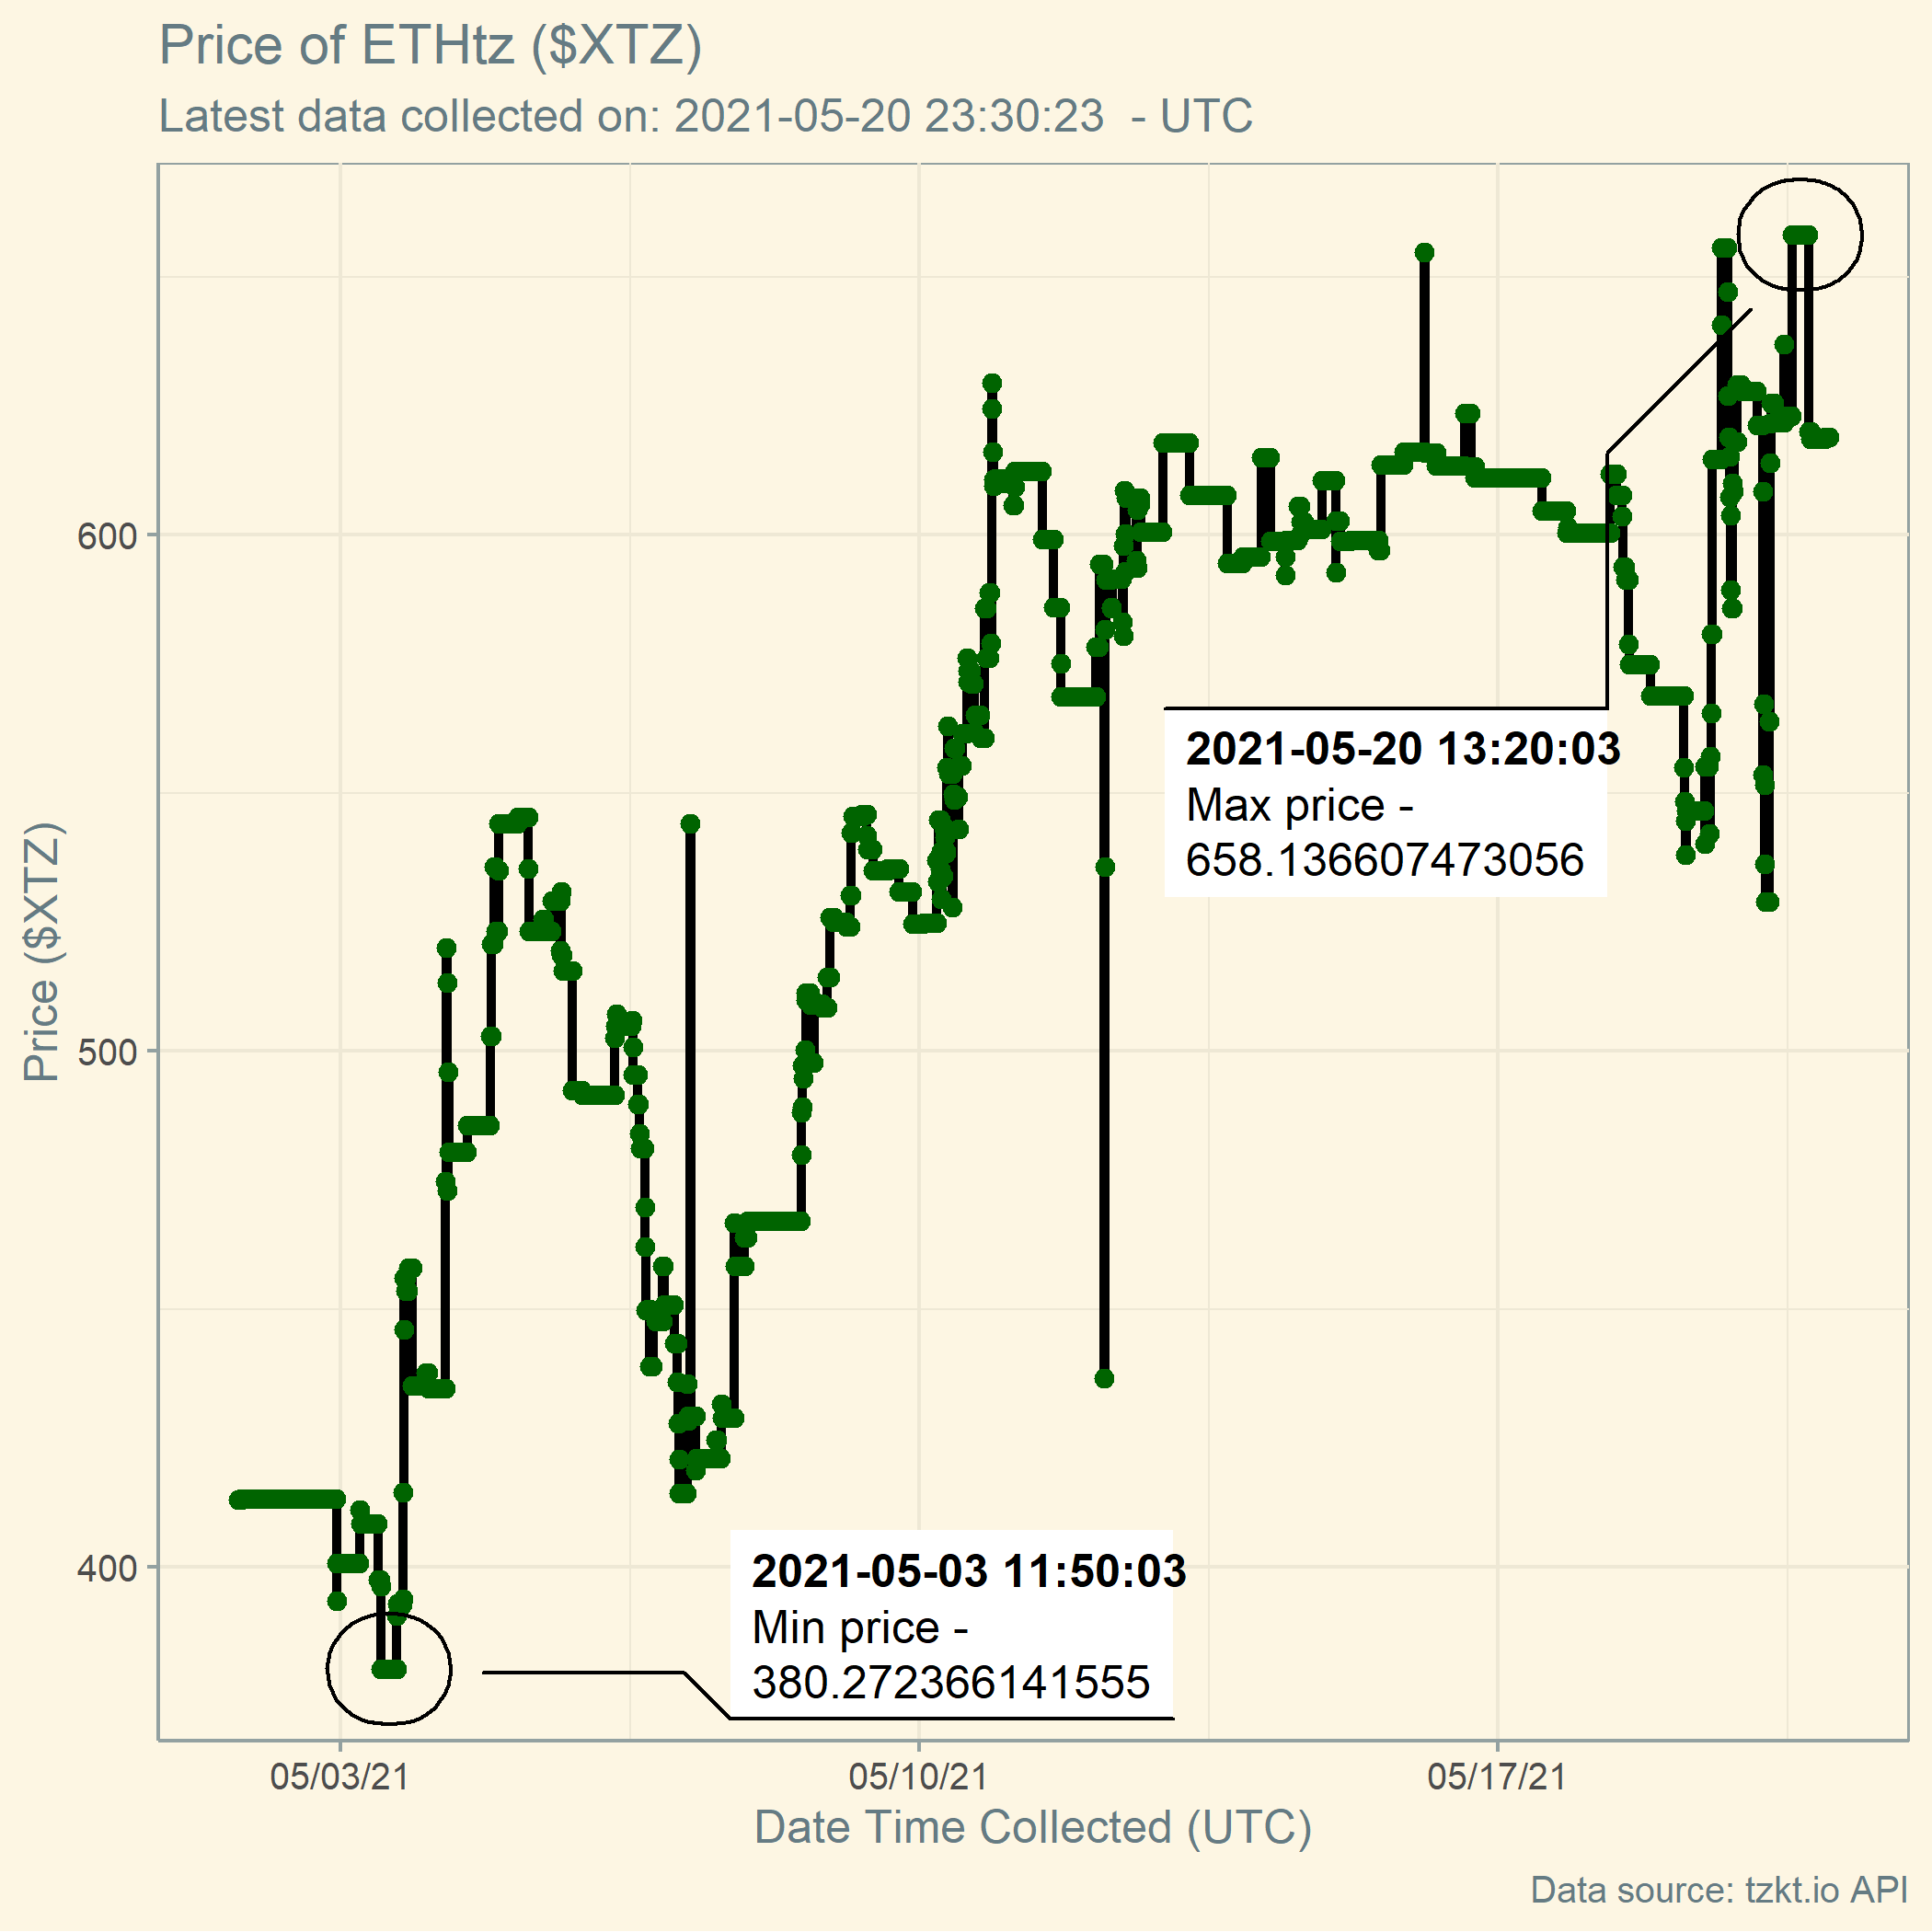 Price of ETHtz ($XTZ)
Latest data collected on: 2021-05-20 23:30:23  - UTC
Price ($XTZ)
600
500
400
2021-05-20 13:20:03
Max price -
658.136607473056
2021-05-03 11:50:03
Min price -
380.272366141555
05/03/21
05/10/21
05/17/21
Date Time Collected (UTC)
Data source: tzkt.io API